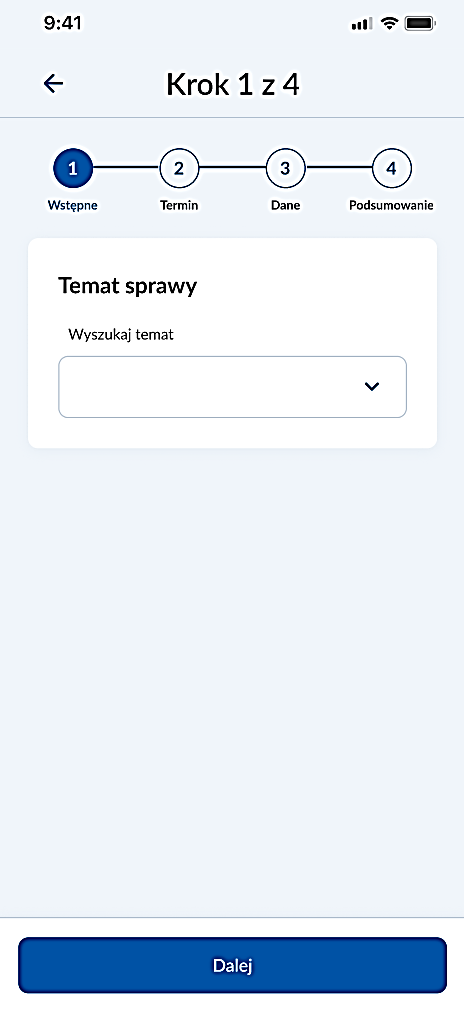 9:41
Krok 1 z 4
1 2 3 4
Wstępne Termin Dane Podsumowanie
Temat sprawy
Wyszukaj temat
Dalej